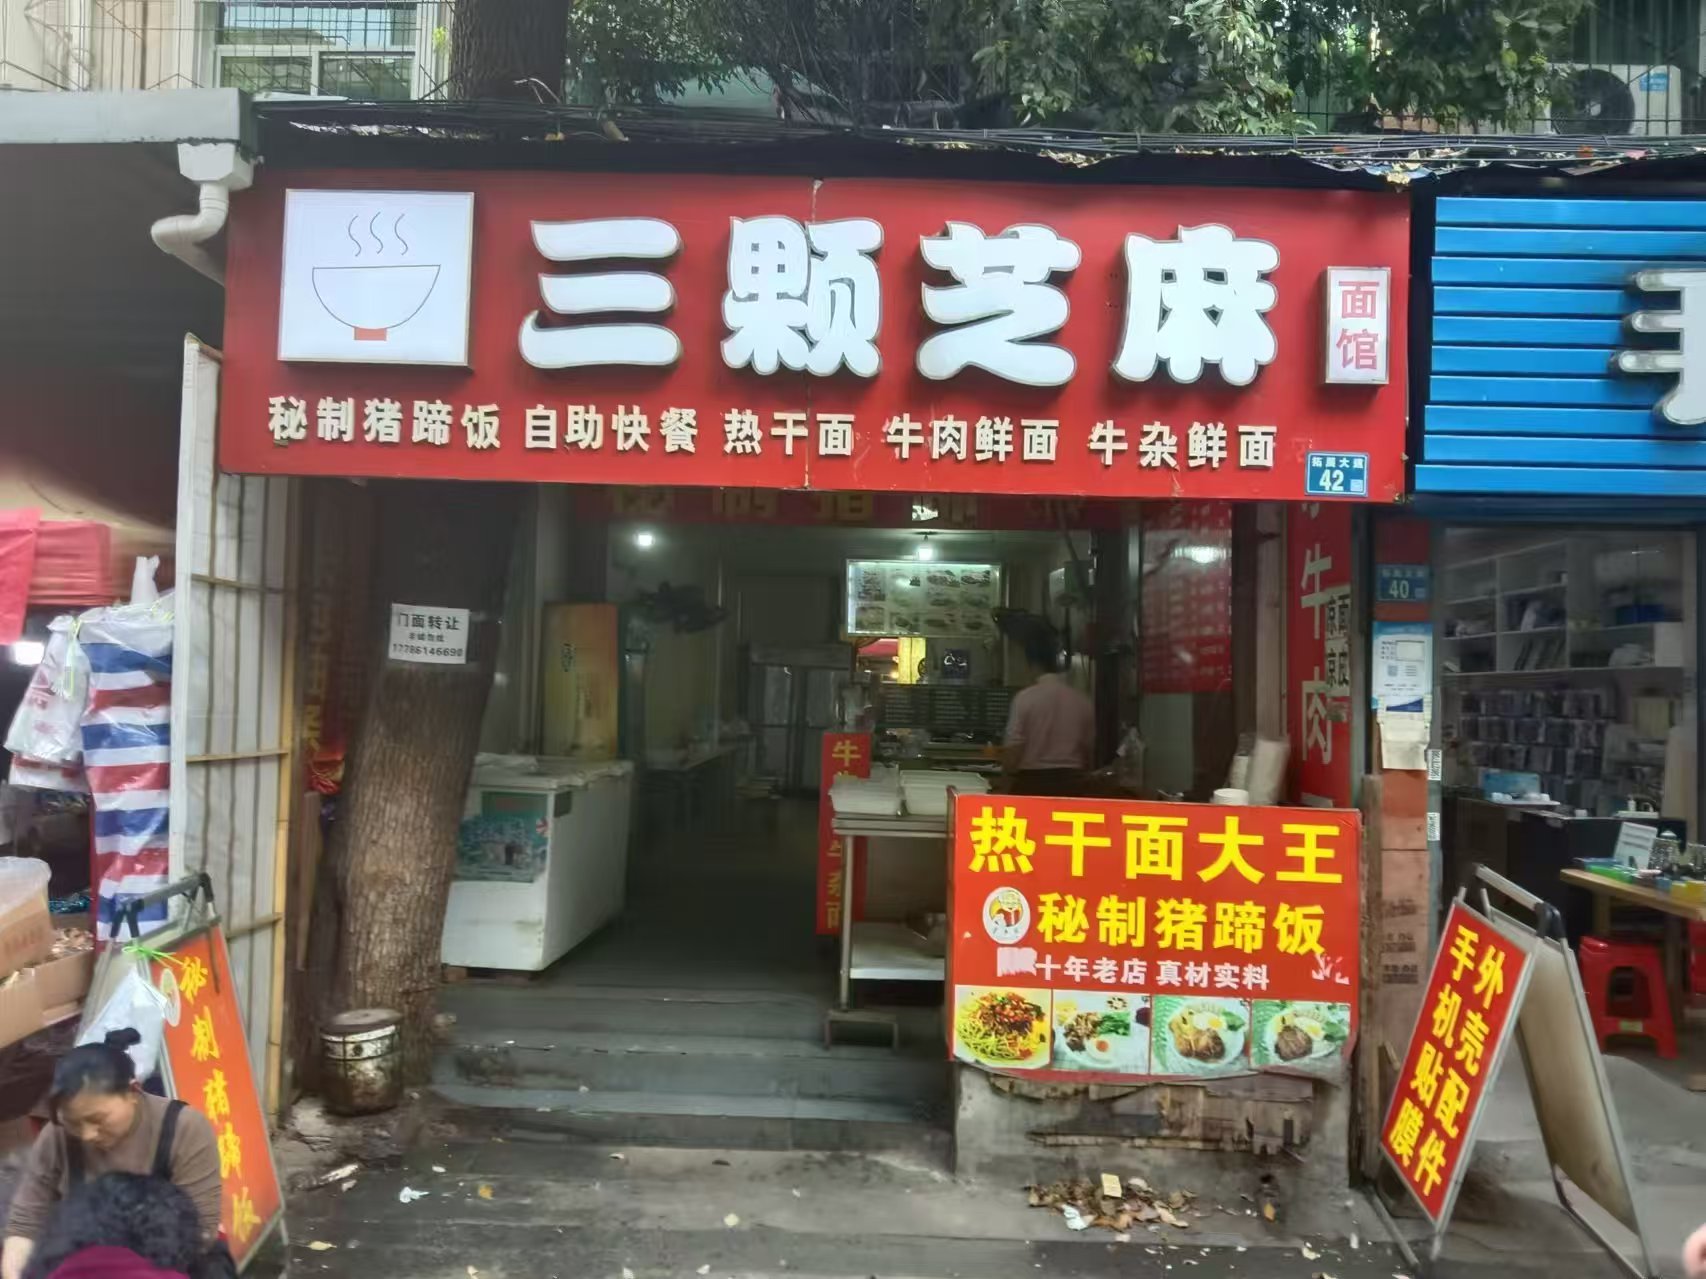 三颗芝麻
面馆
秘制猪蹄饭 自助快餐 热干面 牛肉鲜面 牛杂鲜面
42
40
门面转让
17786146698
牛肉
热干面大王
秘制猪蹄饭
十年老店 真材实料
秘制猪蹄饭
手机贴膜
外壳配件